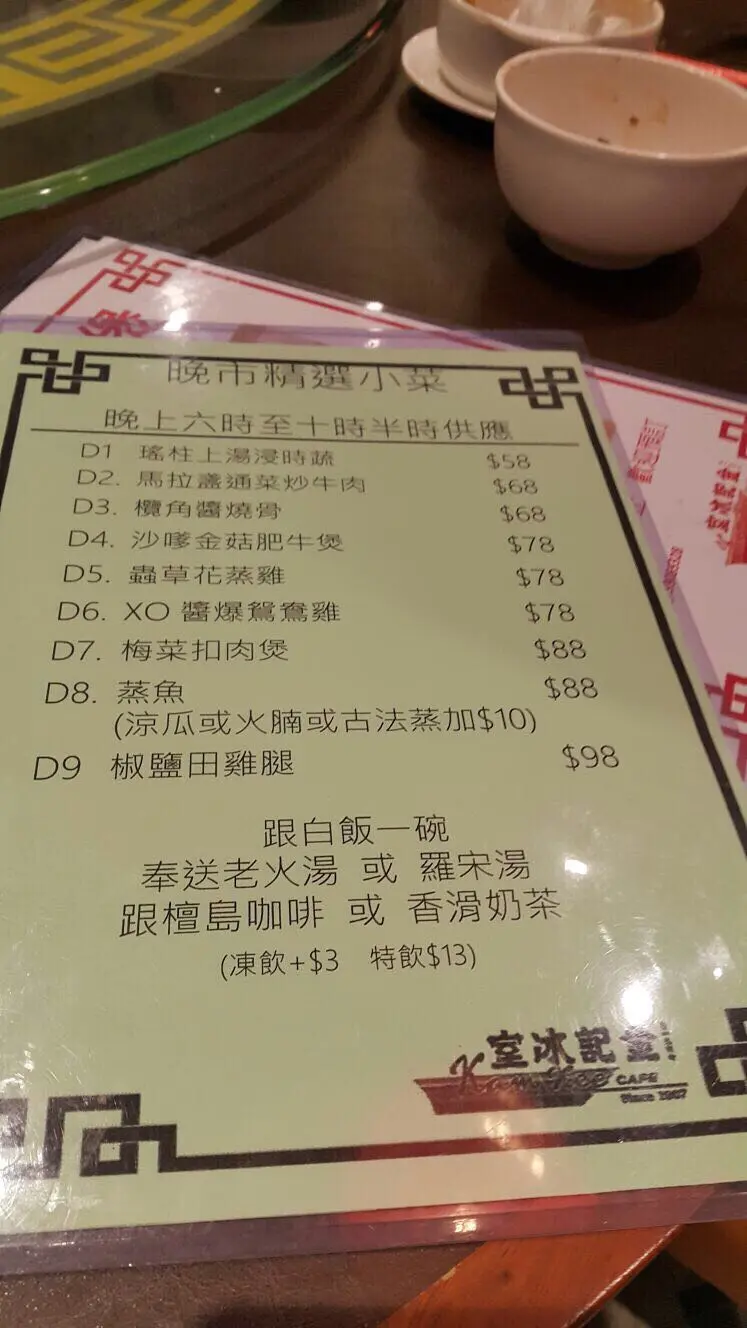 晚市精選小菜
晚上六時至十時半時供應
D1 瑤柱上湯浸時蔬 $58
D2. 馬拉盞通菜炒牛肉 $68
D3. 欖角醬燒骨 $68
D4. 沙嗲金菇肥牛煲 $78
D5. 蟲草花蒸雞 $78
D6. XO 醬爆鴛鴦雞 $78
D7. 梅菜扣肉煲 $88
D8. 蒸魚 $88
(涼瓜或火腩或古法蒸加$10)
D9 椒鹽田雞腿 $98
跟白飯一碗
奉送老火湯 或 羅宋湯
跟檀島咖啡 或 香滑奶茶
(凍飲+$3 特飲$13)
室冰記金
Kam Kee CAFE
Since 1967